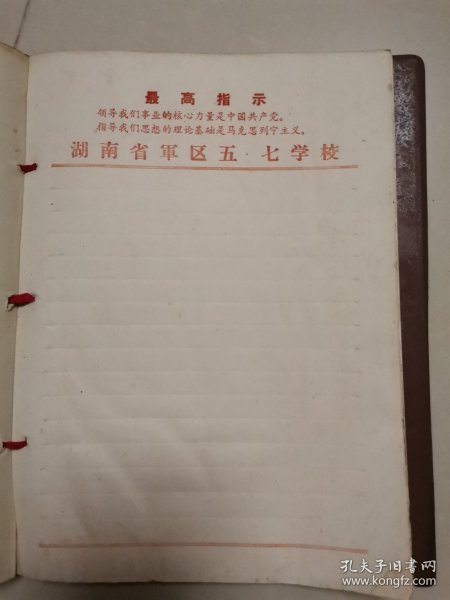 最高指示
领导我们事业的核心力量是中国共产党。
指导我们思想的理论基础是马克思列宁主义。
湖南省軍区五·七学校
孔夫子旧书网
www.kongfz.com